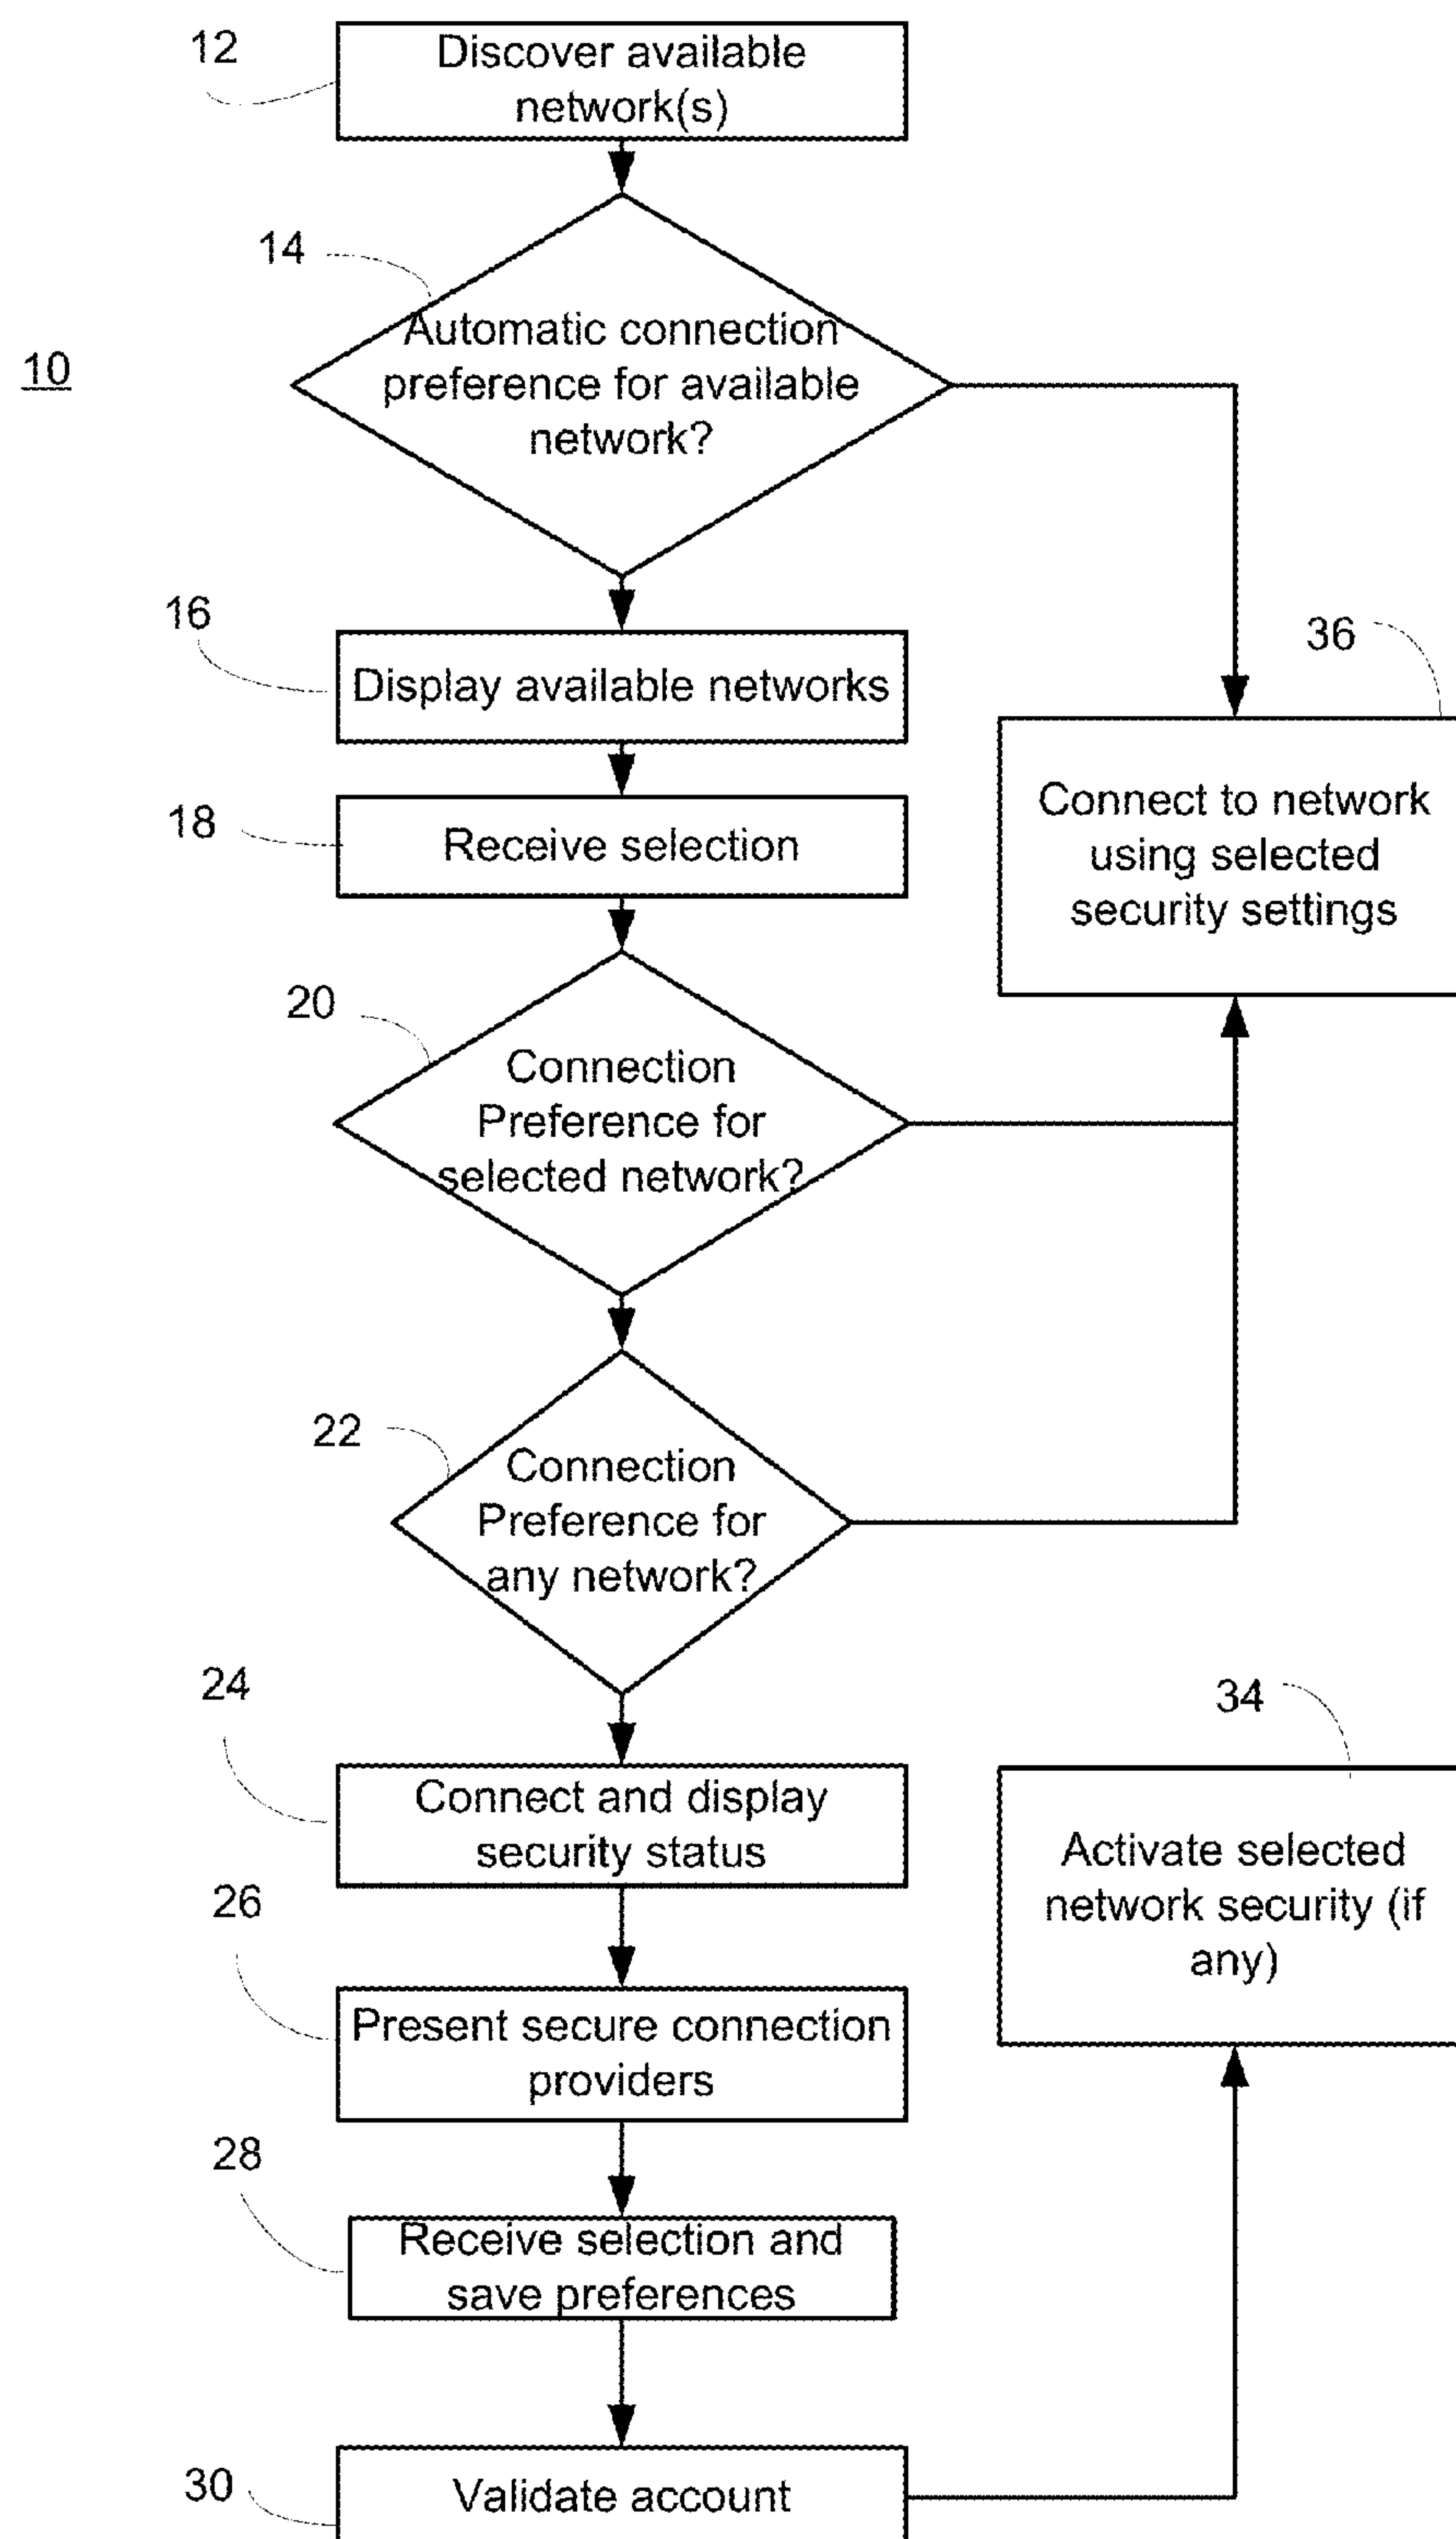 12
Discover available
network(s)
14
Automatic connection
preference for available
network?
10
16
Display available networks
36
Connect to network
using selected
security settings
18
Receive selection
20
Connection
Preference for
selected network?
22
Connection
Preference for
any network?
24
Connect and display
security status
34
Activate selected
network security (if
any)
26
Present secure connection
providers
28
Receive selection and
save preferences
30
Validate account